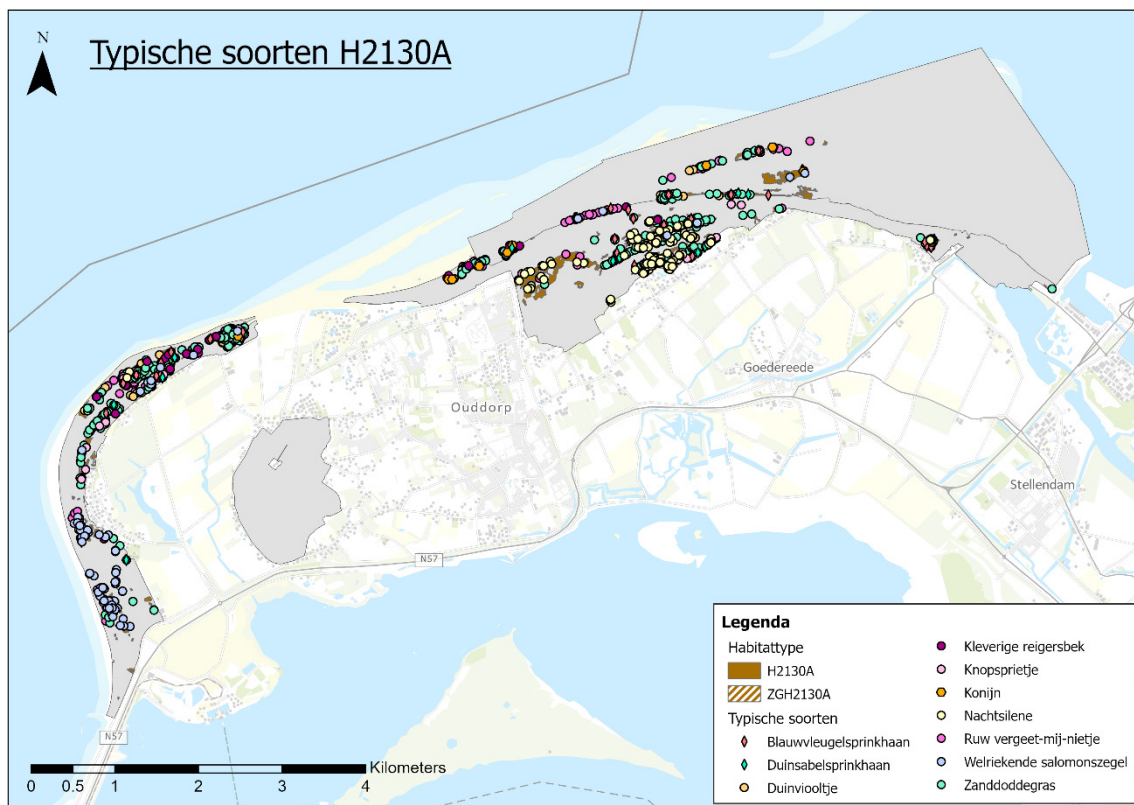 Typische soorten H2130A
N
Ouddorp
Goedereede
Stellendam
N57
N57
0 0.5 1 2 3 4
Kilometers
Legenda
Habitattype
H2130A
ZGH2130A
Typische soorten
Blauwvleugelsprinkhaan
Duinsabelsprinkhaan
Duinviooltje
Kleverige reigersbek
Knopsprietje
Konijn
Nachtsilene
Ruw vergeet-mij-nietje
Welriekende salomonszegel
Zanddoddegras